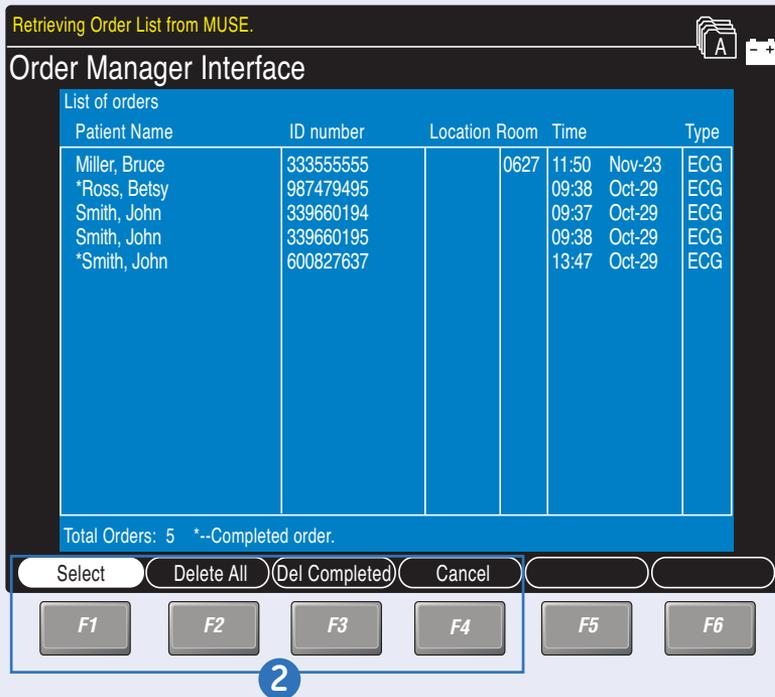 Retrieving Order List from MUSE.
A
- +
Order Manager Interface
List of orders
Patient Name ID number Location Room Time Type
Miller, Bruce 333555555 0627 11:50 Nov-23 ECG
*Ross, Betsy 987479495 09:38 Oct-29 ECG
Smith, John 339660194 09:37 Oct-29 ECG
Smith, John 339660195 09:38 Oct-29 ECG
*Smith, John 600827637 13:47 Oct-29 ECG
Total Orders: 5 *--Completed order.
Select Delete All Del Completed Cancel
F1 F2 F3 F4 F5 F6
2